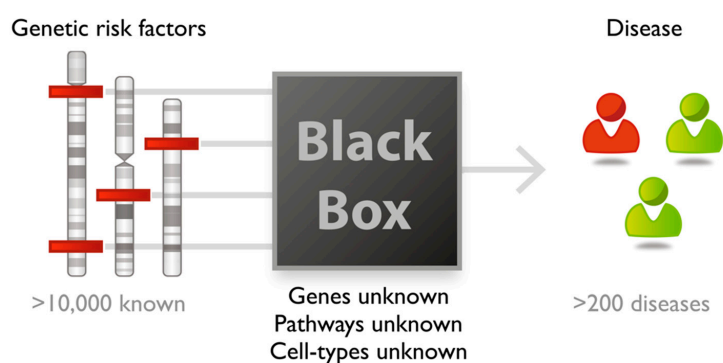 Genetic risk factors
Disease
Black
Box
>10,000 known
Genes unknown
Pathways unknown
Cell-types unknown
>200 diseases